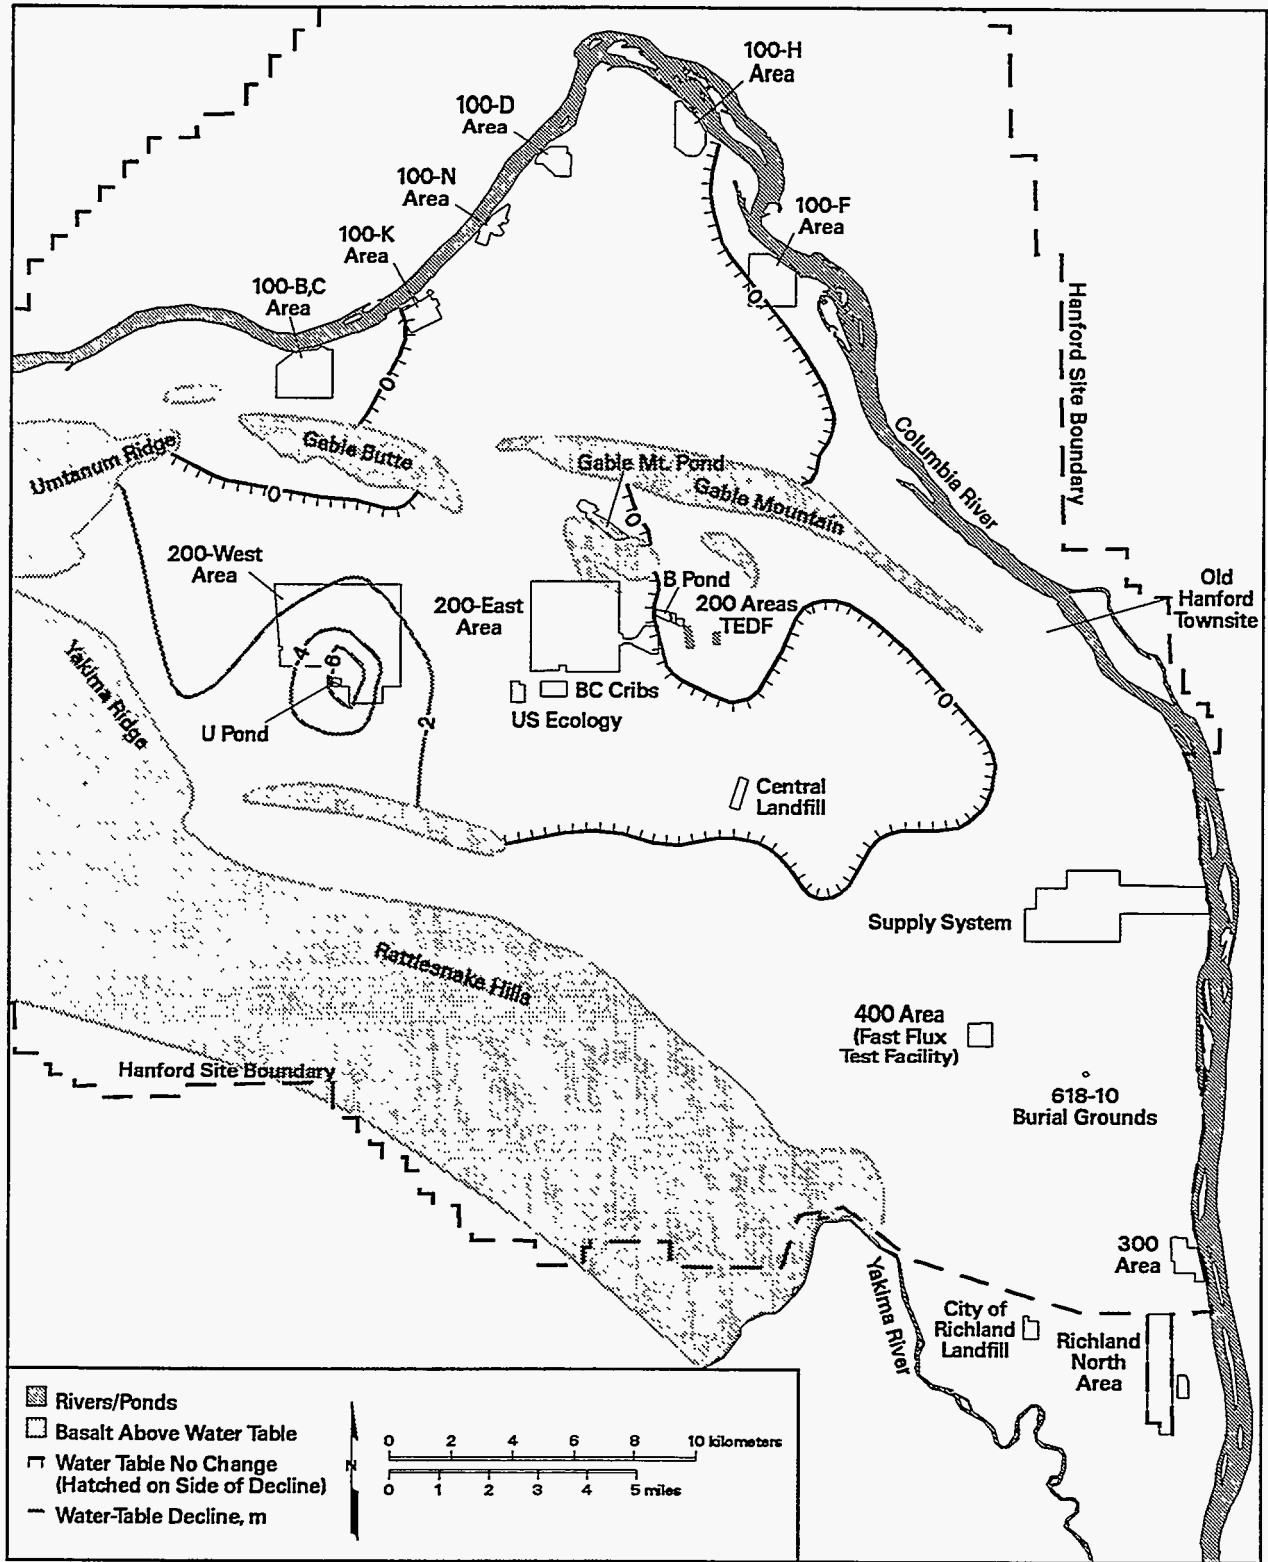 100-H
Area
100-D
Area
100-N
Area
100-F
Area
100-K
Area
100-B,C
Area
0
0
Hanford Site Boundary
Columbia River
Umtanum Ridge
Gable Butte
Gable Mt. Pond
Gable Mountain
0
0
200-West
Area
200-East
Area
B Pond
200 Areas
TEDF
Old
Hanford
Townsite
Yakima Ridge
-4
-6
-2
0
U Pond
BC Cribs
US Ecology
Central
Landfill
Supply System
Rattlesnake Hills
400 Area
(Fast Flux
Test Facility)
Hanford Site Boundary
618-10
Burial Grounds
300
Area
Yakima River
City of
Richland
Landfill
Richland
North
Area
Rivers/Ponds
Basalt Above Water Table
Water Table No Change
(Hatched on Side of Decline)
Water-Table Decline, m
N
0 2 4 6 8 10 kilometers
0 1 2 3 4 5 miles